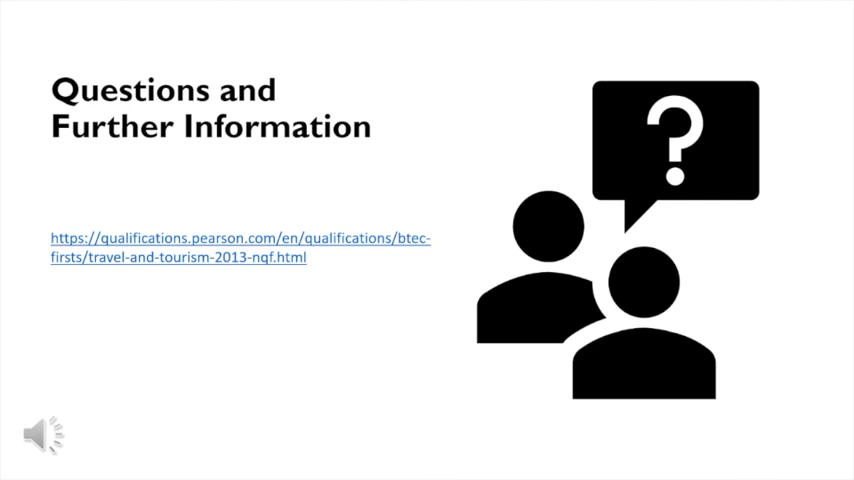 Questions and
Further Information
https://qualifications.pearson.com/en/qualifications/btec-
firsts/travel-and-tourism-2013-nqf.html
?